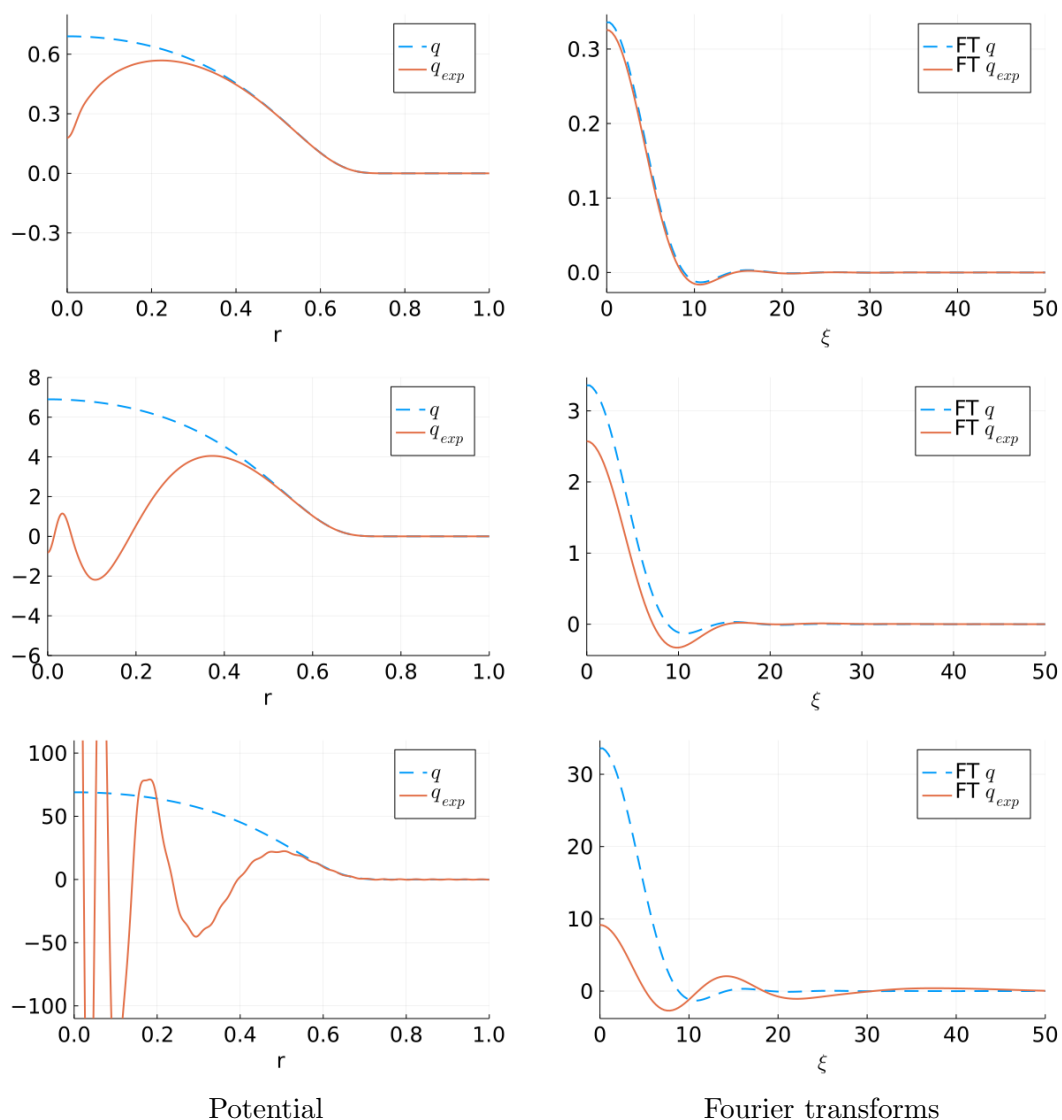 q
q_exp
0.6
0.3
0.0
−0.3
0.0 0.2 0.4 0.6 0.8 1.0
r
FT q
FT q_exp
0.3
0.2
0.1
0.0
0 10 20 30 40 50
ξ
q
q_exp
8
6
4
2
0
−2
−4
−6
0.0 0.2 0.4 0.6 0.8 1.0
r
FT q
FT q_exp
3
2
1
0
0 10 20 30 40 50
ξ
q
q_exp
100
50
0
−50
−100
0.0 0.2 0.4 0.6 0.8 1.0
r
FT q
FT q_exp
30
20
10
0
0 10 20 30 40 50
ξ
Potential
Fourier transforms